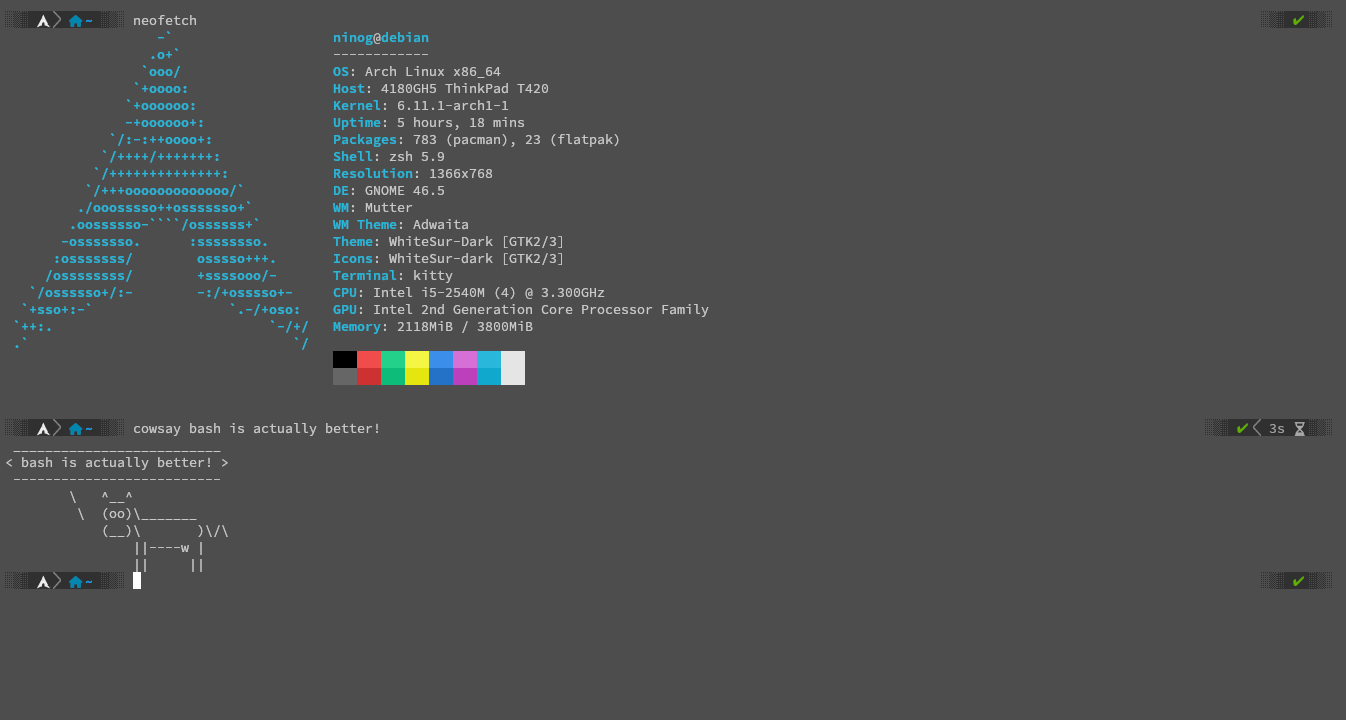 ~ neofetch ✔
                   -`
                  .o+`
                 `ooo/
                `+oooo:
               `+oooooo:
               -+oooooo+:
             `/:-:++oooo+:
            `/++++/+++++++:
           `/++++++++++++++:
          `/+++ooooooooooooo/`
         ./ooosssso++osssssso+`
        .oossssso-````/ossssss+`
       -osssssso.      :ssssssso.
      :osssssss/        osssso+++.
     /ossssssss/        +ssssooo/-
   `/ossssso+/:-        -:/+osssso+-
  `+sso+:-`                 `.-/+oso:
 `++:.                           `-/+/
 .`                                 `/
ninog@debian
------------
OS: Arch Linux x86_64
Host: 4180GH5 ThinkPad T420
Kernel: 6.11.1-arch1-1
Uptime: 5 hours, 18 mins
Packages: 783 (pacman), 23 (flatpak)
Shell: zsh 5.9
Resolution: 1366x768
DE: GNOME 46.5
WM: Mutter
WM Theme: Adwaita
Theme: WhiteSur-Dark [GTK2/3]
Icons: WhiteSur-dark [GTK2/3]
Terminal: kitty
CPU: Intel i5-2540M (4) @ 3.300GHz
GPU: Intel 2nd Generation Core Processor Family
Memory: 2118MiB / 3800MiB
~ cowsay bash is actually better! ✔ 3s
 __________________________
< bash is actually better! >
 --------------------------
        \   ^__^
         \  (oo)\_______
            (__)\       )\/\
                ||----w |
                ||     ||
~ ✔